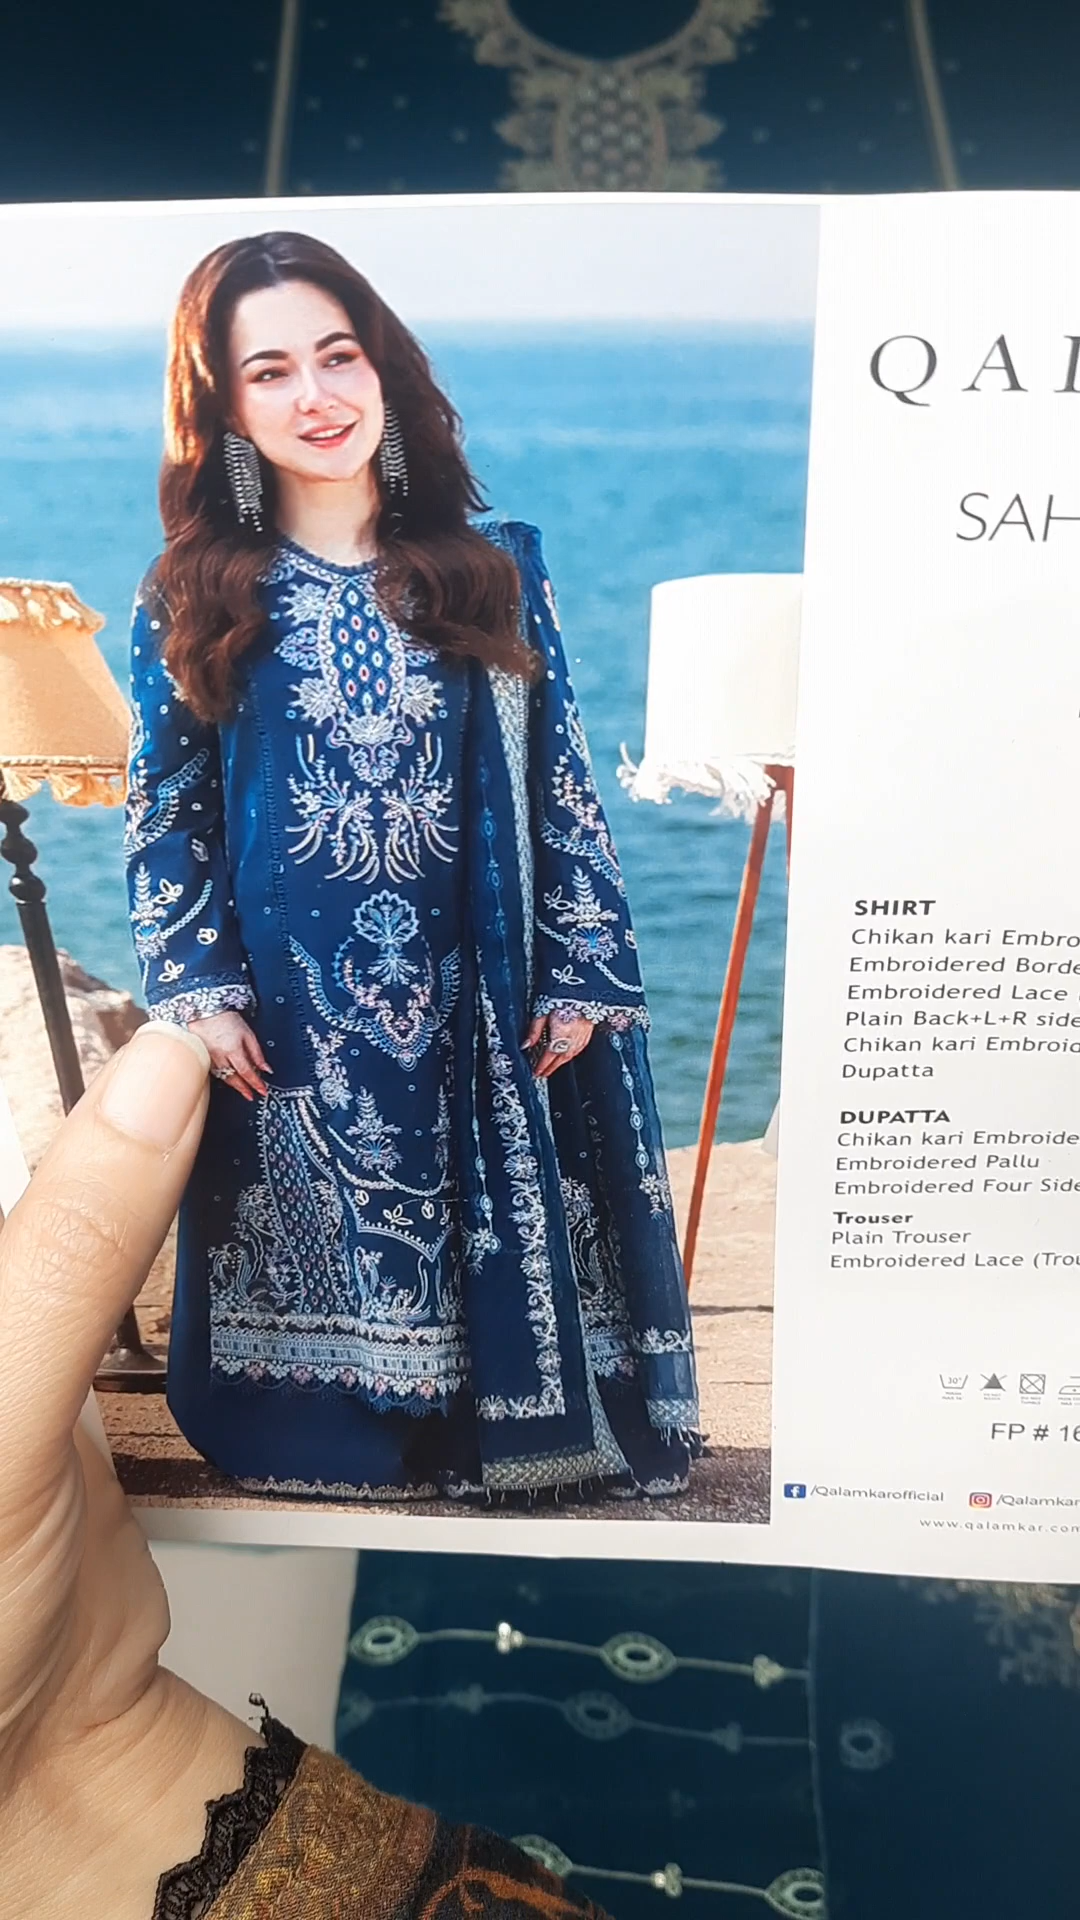 QAL
SAH
SHIRT
Chikan kari Embro
Embroidered Borde
Embroidered Lace
Plain Back+L+R side
Chikan kari Embroid
Dupatta
DUPATTA
Chikan kari Embroide
Embroidered Pallu
Embroidered Four Side
Trouser
Plain Trouser
Embroidered Lace (Trou
30°
FP # 16
/Qalamkarofficial /Qalamkar
www.qalamkar.com